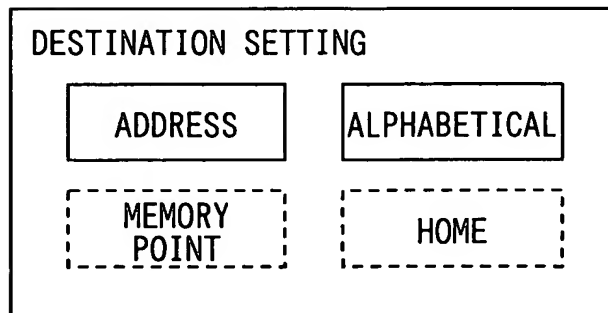 DESTINATION SETTING
ADDRESS
ALPHABETICAL
MEMORY
POINT
HOME